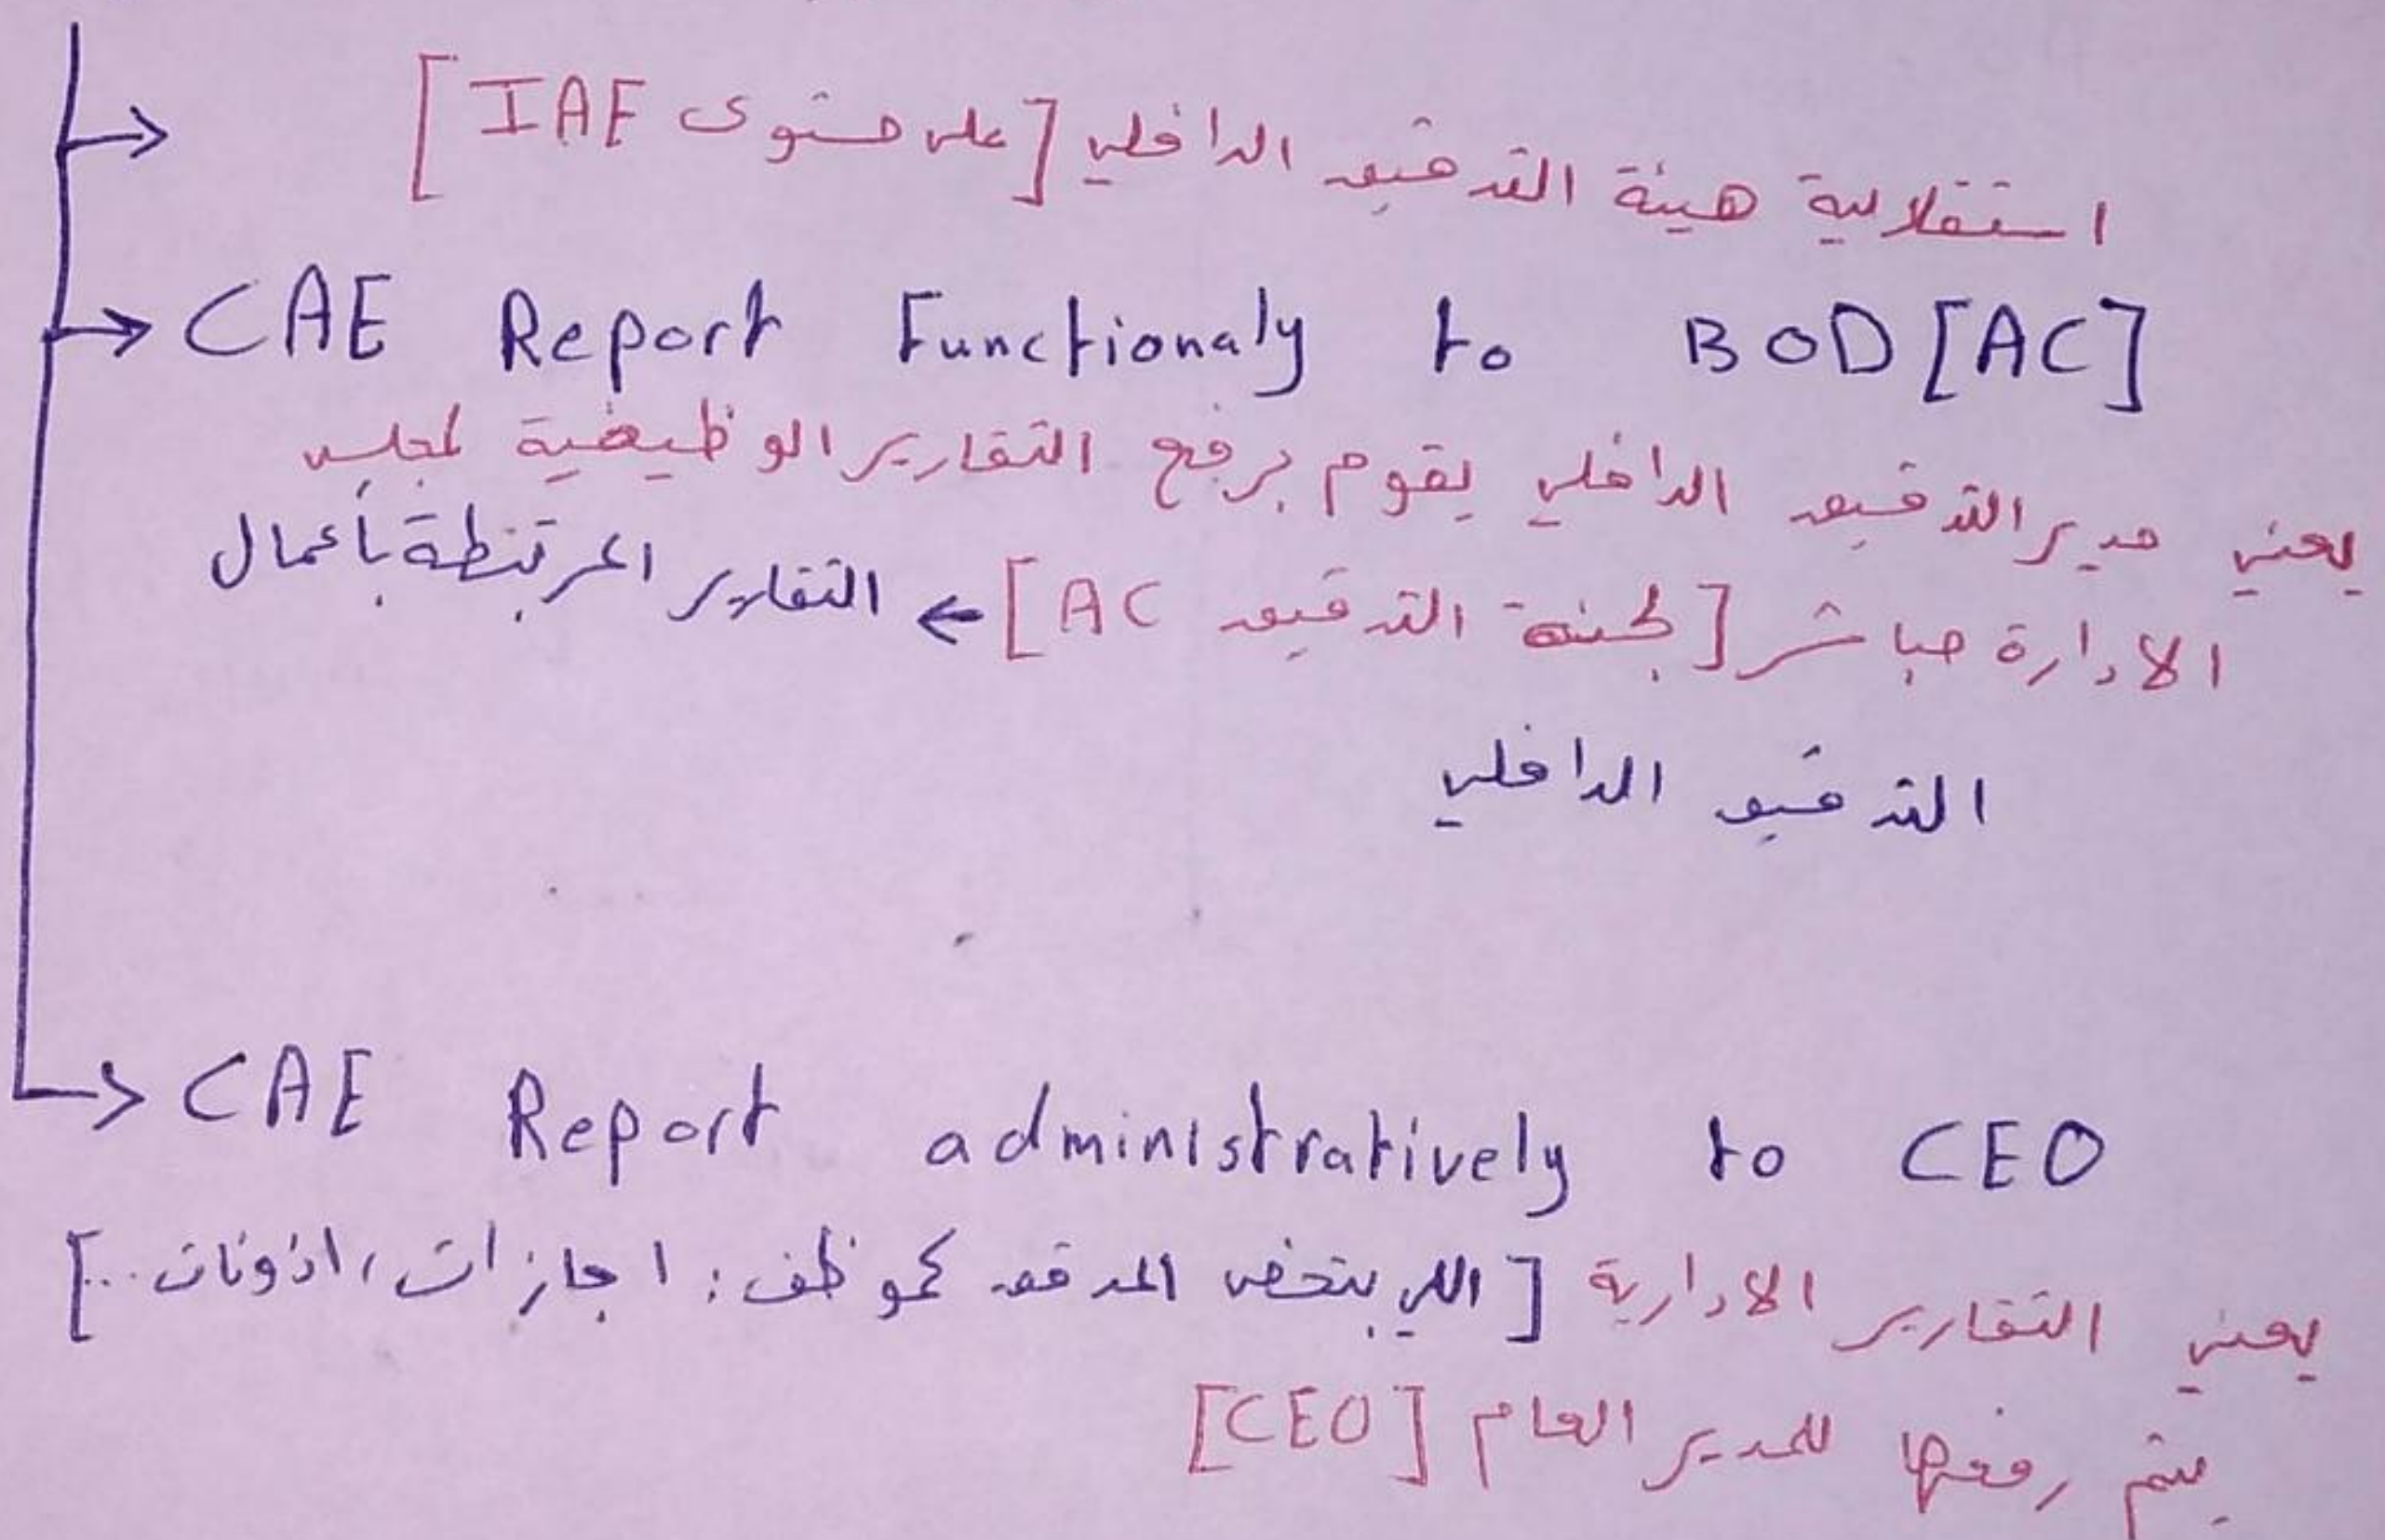 استقلالية هيئة التدقيق الداخلي [على مستوى IAF]
CAE Report Functionaly to BOD [AC]
يعني مدير التدقيق الداخلي يقوم برفع التقارير الوظيفية لمجلس
الادارة مباشر [لجنة التدقيق AC] ← التقارير المرتبطة بأعمال
التدقيق الداخلي
CAE Report administratively to CEO
يعني التقارير الادارية [اللي بتخص المدقق كموظف: اجازات، اذونات ...]
يتم رفعها للمدير العام [CEO]